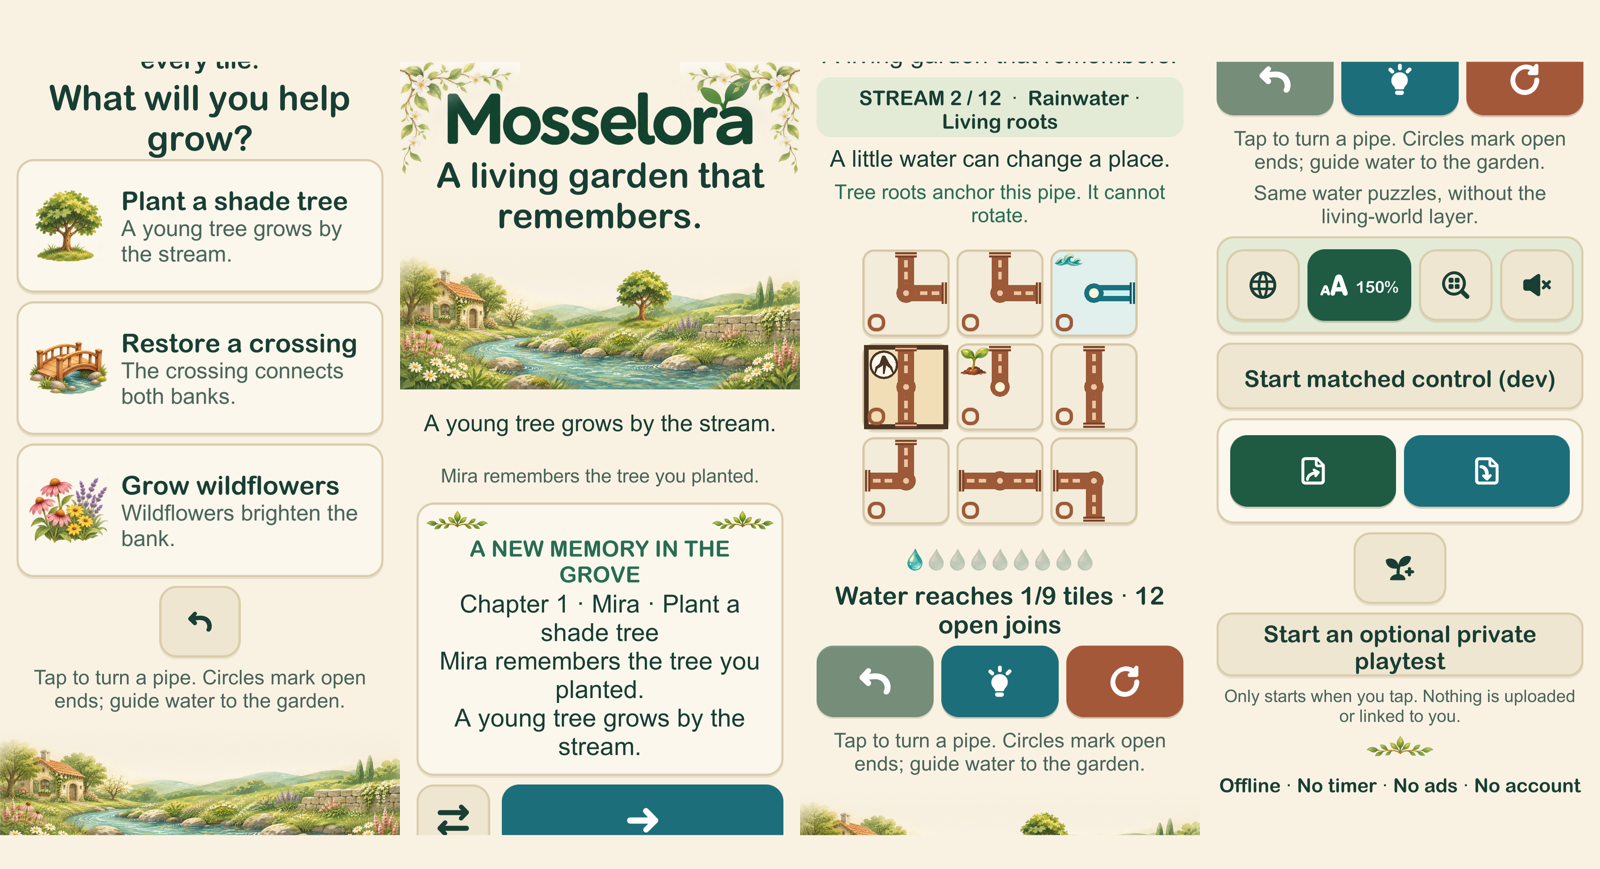 every tile.
What will you help
grow?
Plant a shade tree
A young tree grows by
the stream.
Restore a crossing
The crossing connects
both banks.
Grow wildflowers
Wildflowers brighten the
bank.
Tap to turn a pipe. Circles mark open
ends; guide water to the garden.
Mosselora
A living garden that
remembers.
A young tree grows by the stream.
Mira remembers the tree you planted.
A NEW MEMORY IN THE
GROVE
Chapter 1 · Mira · Plant a
shade tree
Mira remembers the tree you
planted.
A young tree grows by the
stream.
A living garden that remembers.
STREAM 2 / 12 · Rainwater ·
Living roots
A little water can change a place.
Tree roots anchor this pipe. It cannot
rotate.
Water reaches 1/9 tiles · 12
open joins
Tap to turn a pipe. Circles mark open
ends; guide water to the garden.
Tap to turn a pipe. Circles mark open
ends; guide water to the garden.
Same water puzzles, without the
living-world layer.
AA 150%
Start matched control (dev)
Start an optional private
playtest
Only starts when you tap. Nothing is uploaded
or linked to you.
Offline · No timer · No ads · No account